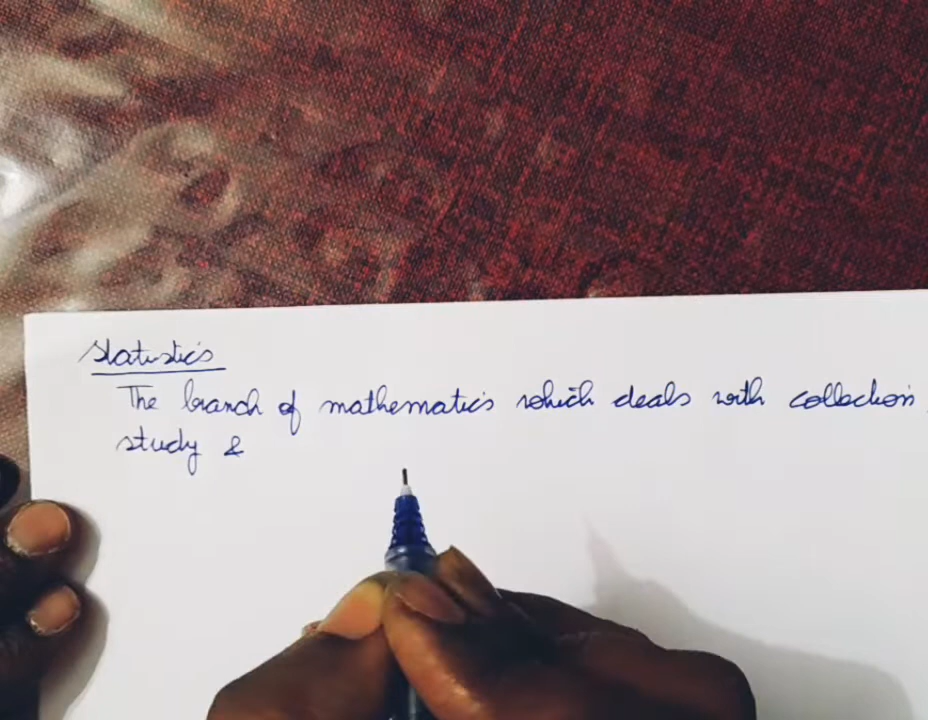 Statistics
The branch of mathematics which deals with collection,
study &